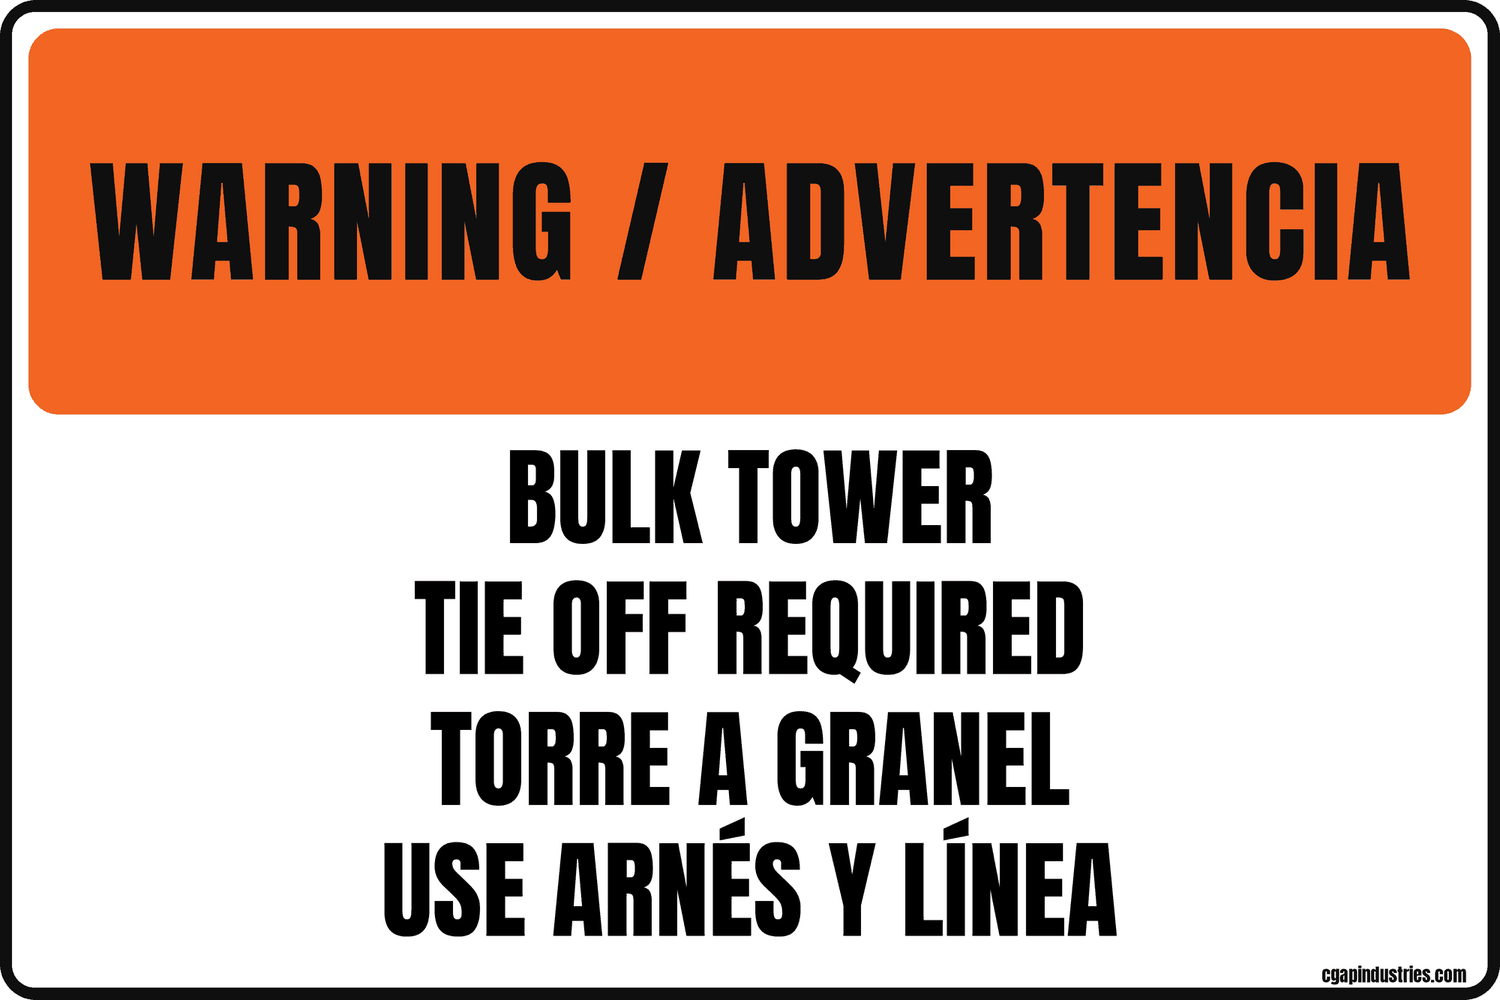 WARNING / ADVERTENCIA
BULK TOWER
TIE OFF REQUIRED
TORRE A GRANEL
USE ARNÉS Y LÍNEA
cgapindustries.com